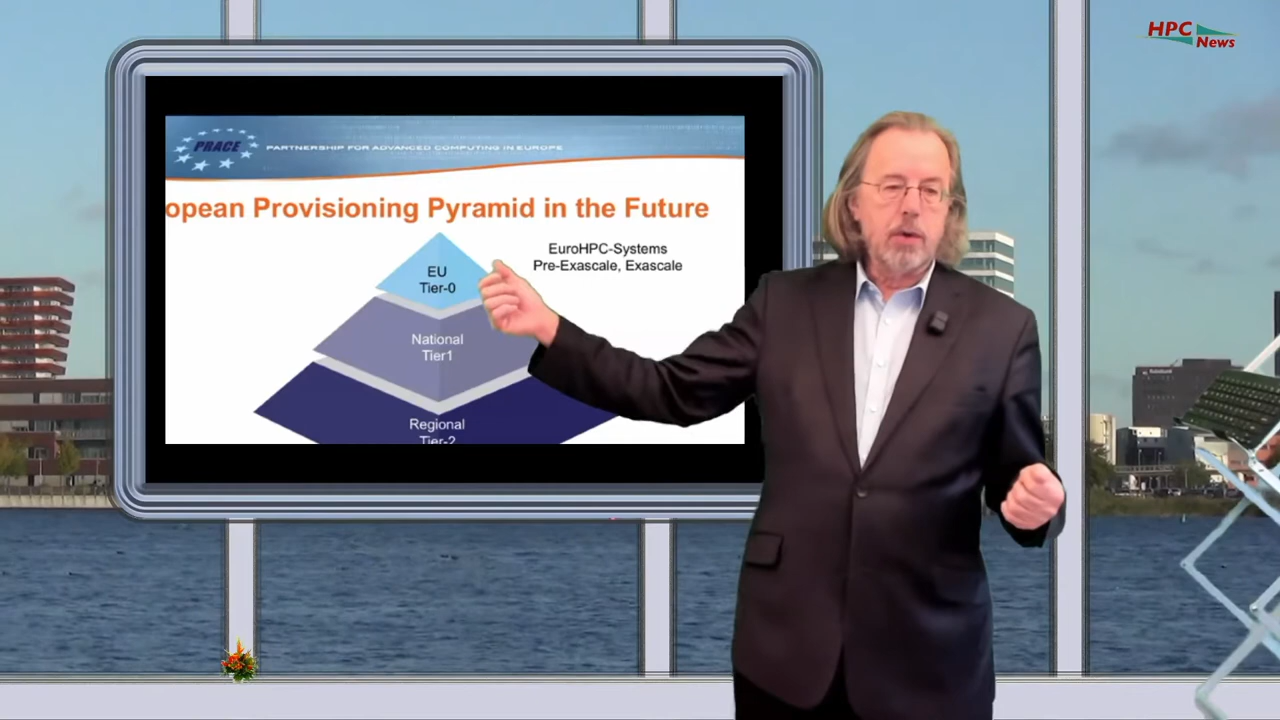 HPC
News
PRACE
PARTNERSHIP FOR ADVANCED COMPUTING IN EUROPE
opean Provisioning Pyramid in the Future
EuroHPC-Systems
Pre-Exascale, Exascale
EU
Tier-0
National
Tier1
Regional
Tier-2